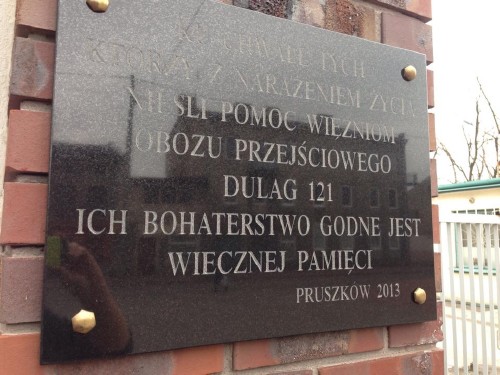 KU CHWALE TYCH
KTÓRZY Z NARAŻENIEM ŻYCIA
NIEŚLI POMOC WIĘŹNIOM
OBOZU PRZEJŚCIOWEGO
DULAG 121
ICH BOHATERSTWO GODNE JEST
WIECZNEJ PAMIĘCI
PRUSZKÓW 2013